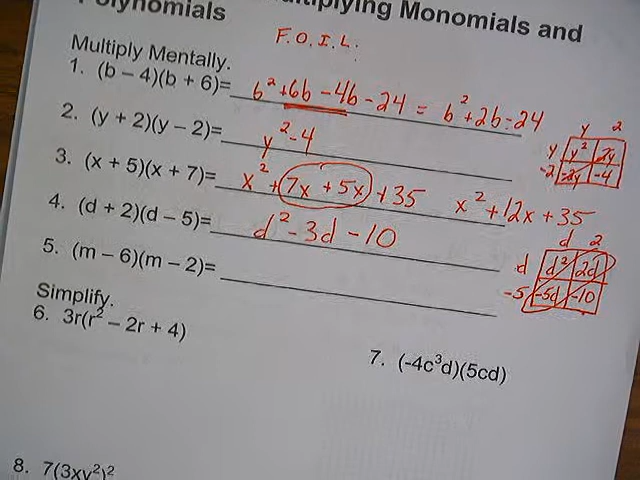 Multiplying Monomials and
Polynomials
F.O.I.L.
Multiply Mentally.
1. (b – 4)(b + 6)= b² + 6b – 4b – 24 = b² + 2b - 24
2. (y + 2)(y – 2)= y² - 4
y 2
y y² 2y
-2 -2y -4
3. (x + 5)(x + 7)= x² + 7x + 5x + 35 x² + 12x + 35
4. (d + 2)(d – 5)= d² - 3d - 10
d 2
d d² 2d
-5 -5d -10
5. (m – 6)(m – 2)=
Simplify.
6. 3r(r² – 2r + 4)
7. (-4c³d)(5cd)
8. 7(3xy²)²